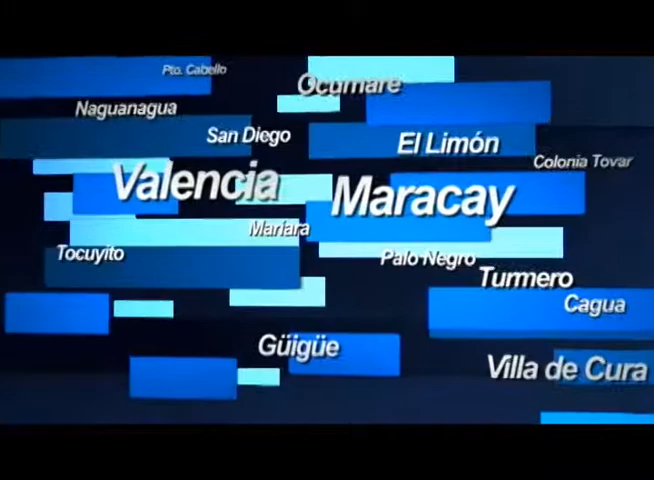 Pto. Cabello
Ocumare
Naguanagua
San Diego
El Limón
Colonia Tovar
Valencia
Maracay
Mariara
Tocuyito
Palo Negro
Turmero
Cagua
Güigüe
Villa de Cura